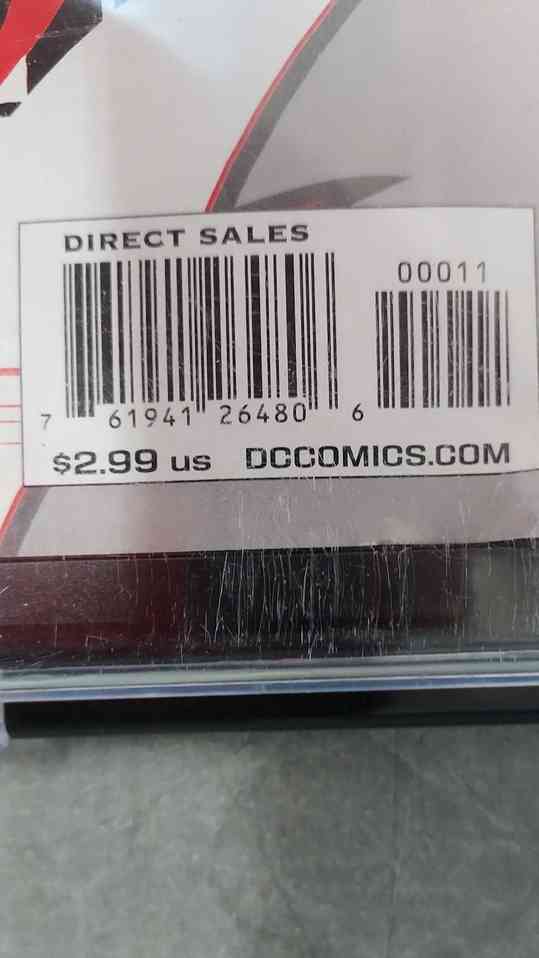 DIRECT SALES
00011
7 61941 26480 6
$2.99 US DCCOMICS.COM